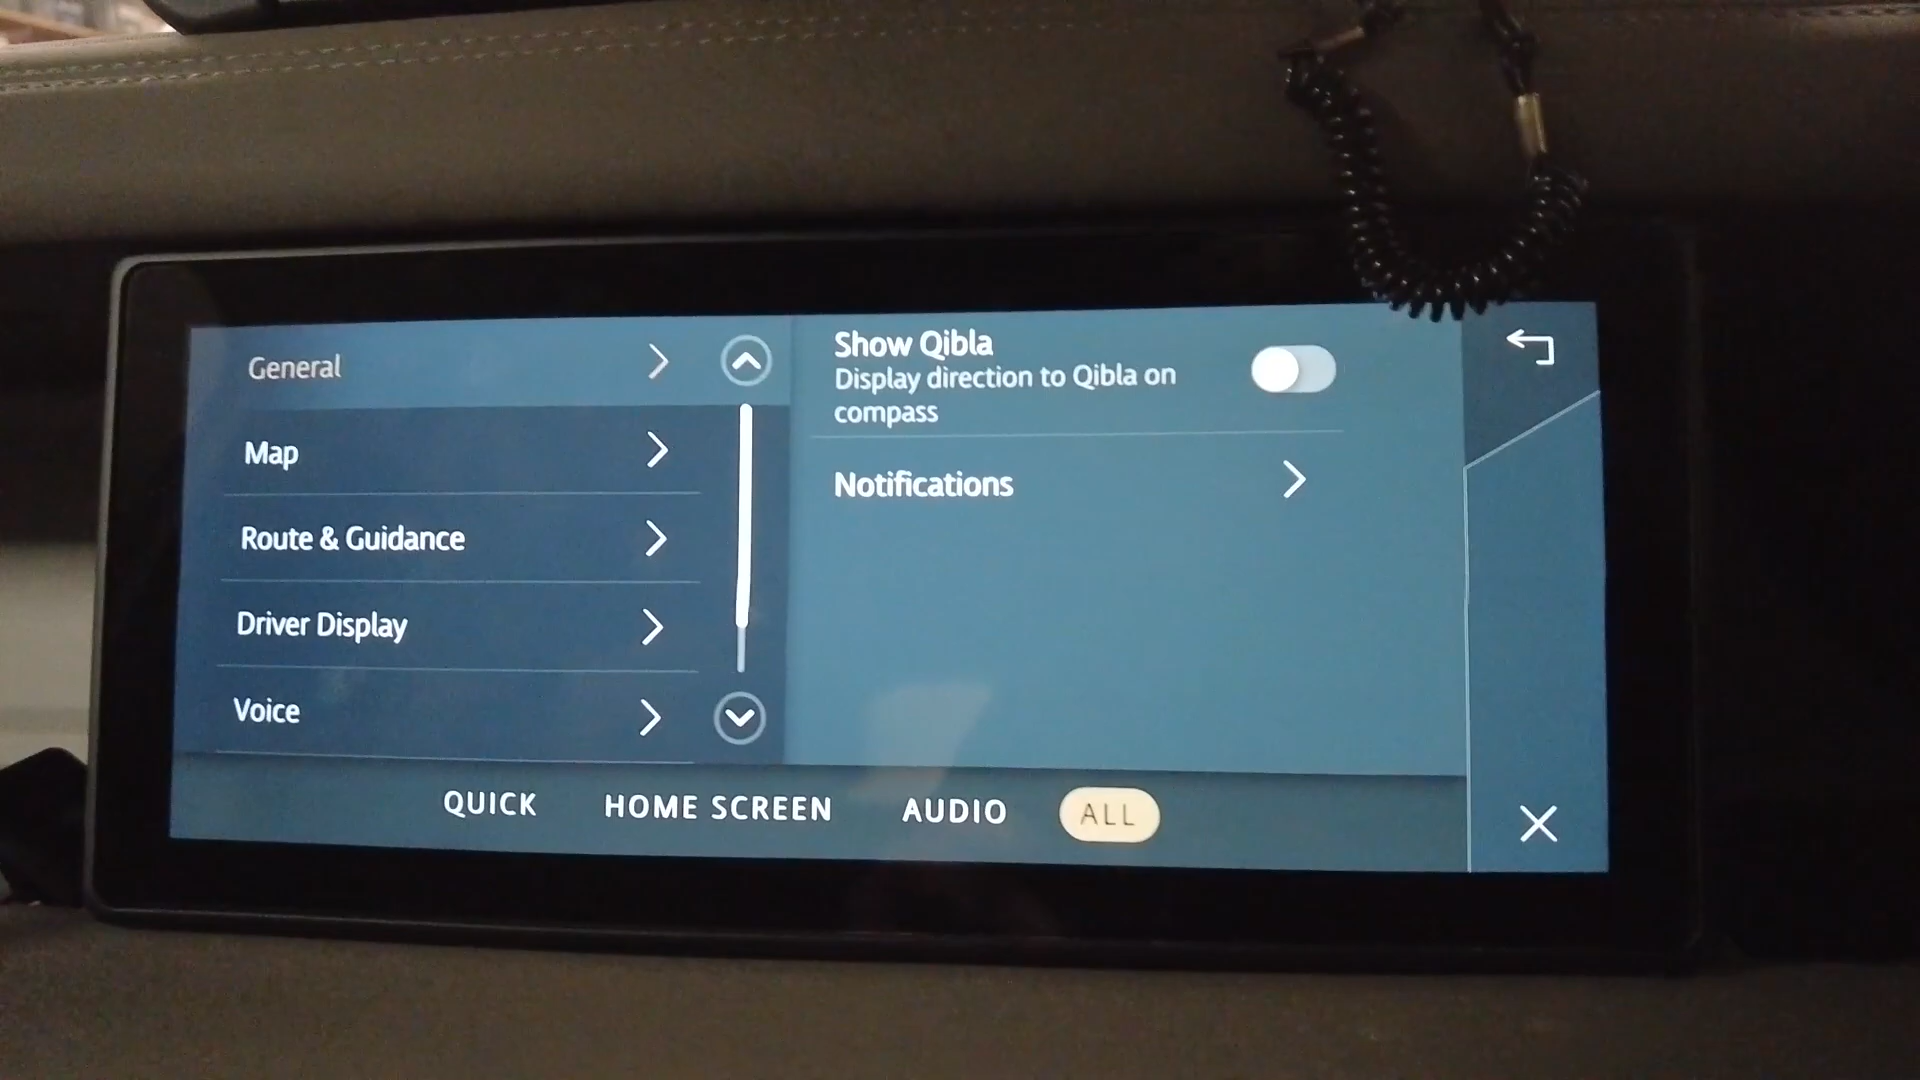 General
Map
Route & Guidance
Driver Display
Voice
Show Qibla
Display direction to Qibla on
compass
Notifications
QUICK HOME SCREEN AUDIO ALL